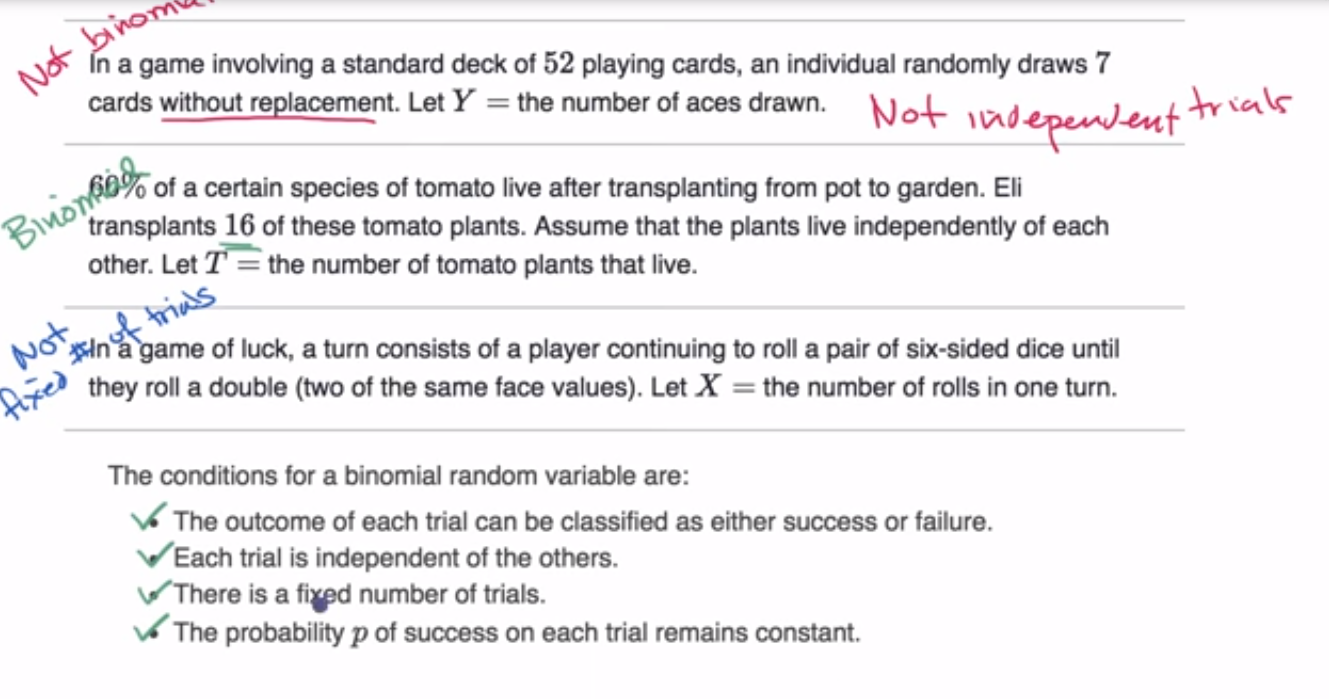 Not binomial
In a game involving a standard deck of 52 playing cards, an individual randomly draws 7
cards without replacement. Let Y = the number of aces drawn.
Not independent trials
Binomial
60% of a certain species of tomato live after transplanting from pot to garden. Eli
transplants 16 of these tomato plants. Assume that the plants live independently of each
other. Let T = the number of tomato plants that live.
Not
fixed # of trials
In a game of luck, a turn consists of a player continuing to roll a pair of six-sided dice until
they roll a double (two of the same face values). Let X = the number of rolls in one turn.
The conditions for a binomial random variable are:
✓• The outcome of each trial can be classified as either success or failure.
✓• Each trial is independent of the others.
✓• There is a fixed number of trials.
✓• The probability p of success on each trial remains constant.